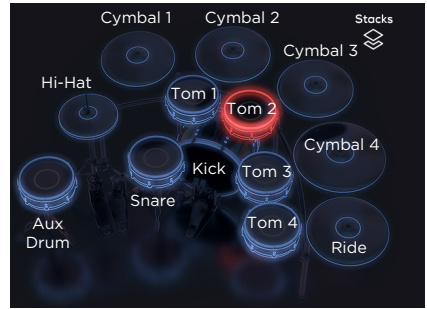 Cymbal 1
Cymbal 2
Stacks
Cymbal 3
Hi-Hat
Tom 1
Tom 2
Cymbal 4
Kick
Tom 3
Snare
Aux
Drum
Tom 4
Ride